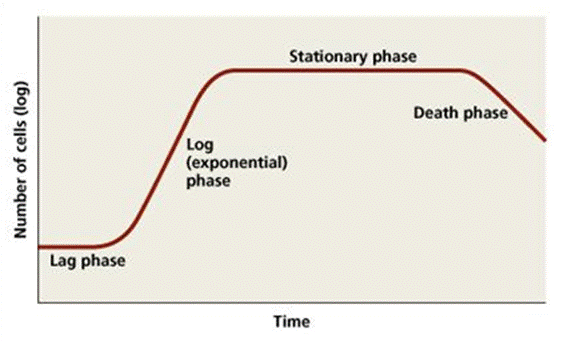 Number of cells (log)
Stationary phase
Death phase
Log
(exponential)
phase
Lag phase
Time